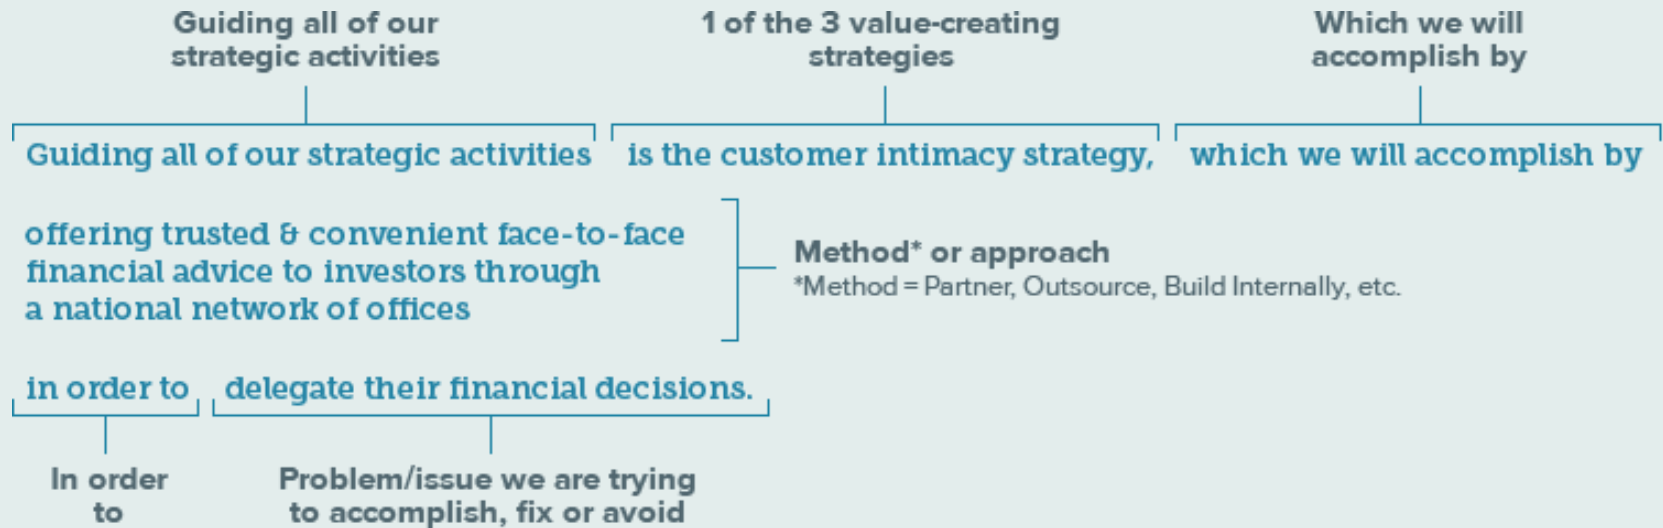 Guiding all of our
strategic activities
1 of the 3 value-creating
strategies
Which we will
accomplish by
Guiding all of our strategic activities is the customer intimacy strategy, which we will accomplish by
offering trusted & convenient face-to-face
financial advice to investors through
a national network of offices
Method* or approach
*Method = Partner, Outsource, Build Internally, etc.
in order to delegate their financial decisions.
In order
to
Problem/issue we are trying
to accomplish, fix or avoid